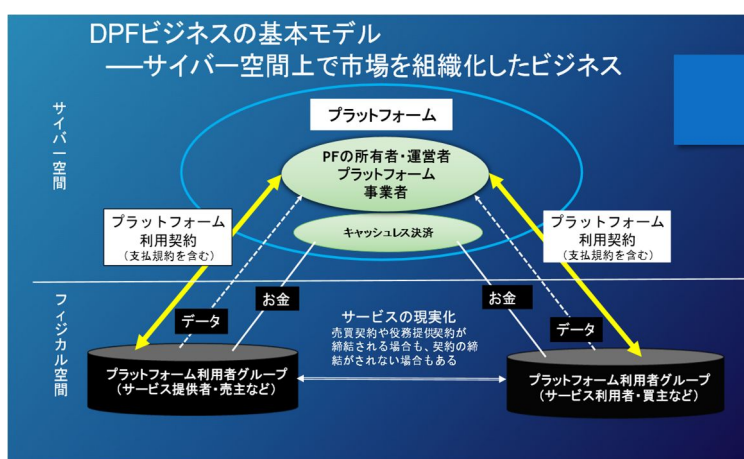 DPFビジネスの基本モデル
——サイバー空間上で市場を組織化したビジネス
サイバー空間
プラットフォーム
PFの所有者・運営者
プラットフォーム
事業者
キャッシュレス決済
プラットフォーム
利用契約
(支払規約を含む)
プラットフォーム
利用契約
(支払規約を含む)
フィジカル空間
データ
お金
サービスの現実化
売買契約や役務提供契約が
締結される場合も、契約の締
結がされない場合もある
お金
データ
プラットフォーム利用者グループ
(サービス提供者・売主など)
プラットフォーム利用者グループ
(サービス利用者・買主など)